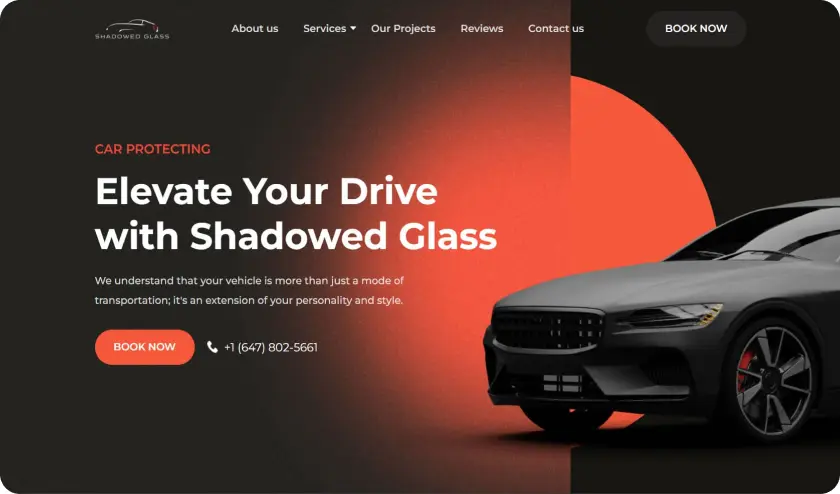 SHADOWED GLASS
About us
Services
Our Projects
Reviews
Contact us
BOOK NOW
CAR PROTECTING
Elevate Your Drive
with Shadowed Glass
We understand that your vehicle is more than just a mode of
transportation; it's an extension of your personality and style.
BOOK NOW
+1 (647) 802-5661